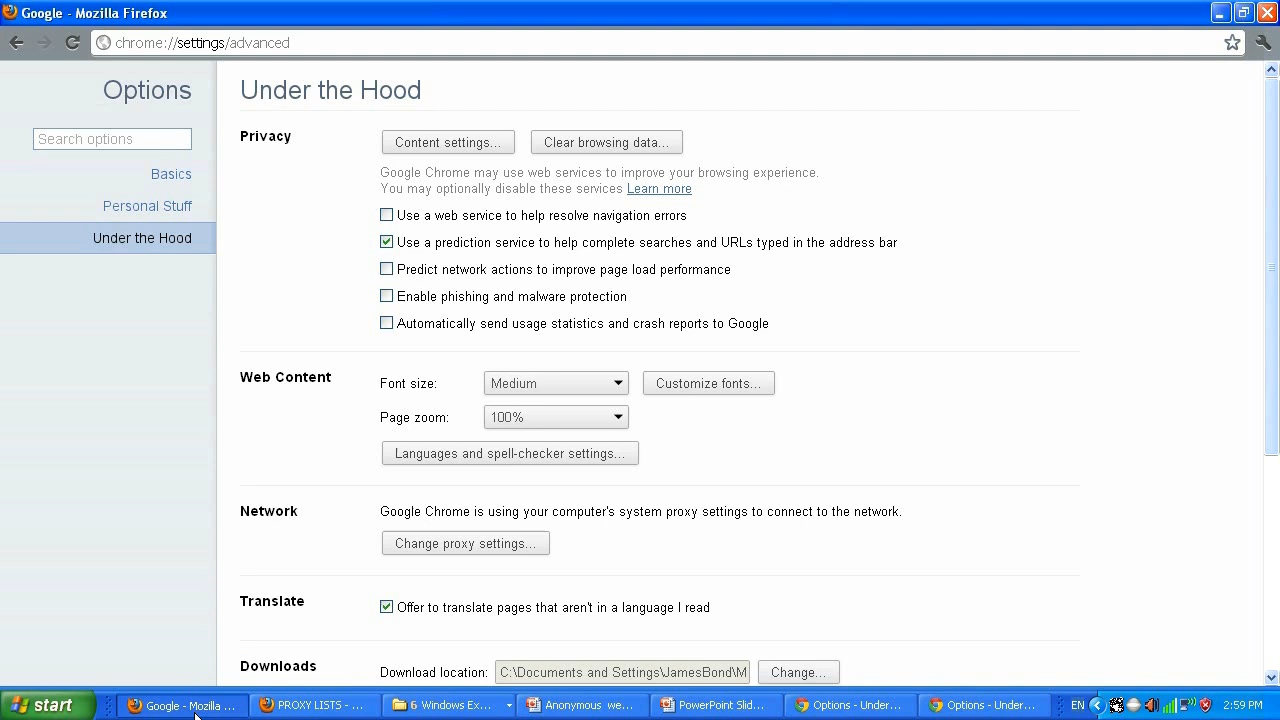 Google - Mozilla Firefox
chrome://settings/advanced
Options
Search options
Basics
Personal Stuff
Under the Hood
Under the Hood
Privacy
Content settings...
Clear browsing data...
Google Chrome may use web services to improve your browsing experience.
You may optionally disable these services Learn more
Use a web service to help resolve navigation errors
Use a prediction service to help complete searches and URLs typed in the address bar
Predict network actions to improve page load performance
Enable phishing and malware protection
Automatically send usage statistics and crash reports to Google
Web Content
Font size:
Medium
Customize fonts...
Page zoom:
100%
Languages and spell-checker settings...
Network
Google Chrome is using your computer's system proxy settings to connect to the network.
Change proxy settings...
Translate
Offer to translate pages that aren't in a language I read
Downloads
Download location:
C:\Documents and Settings\JamesBond\M
Change...
start
Google - Mozilla ...
PROXY LISTS - ...
6 Windows Ex...
Anonymous we...
PowerPoint Slid...
Options - Under...
Options - Under...
EN
2:59 PM